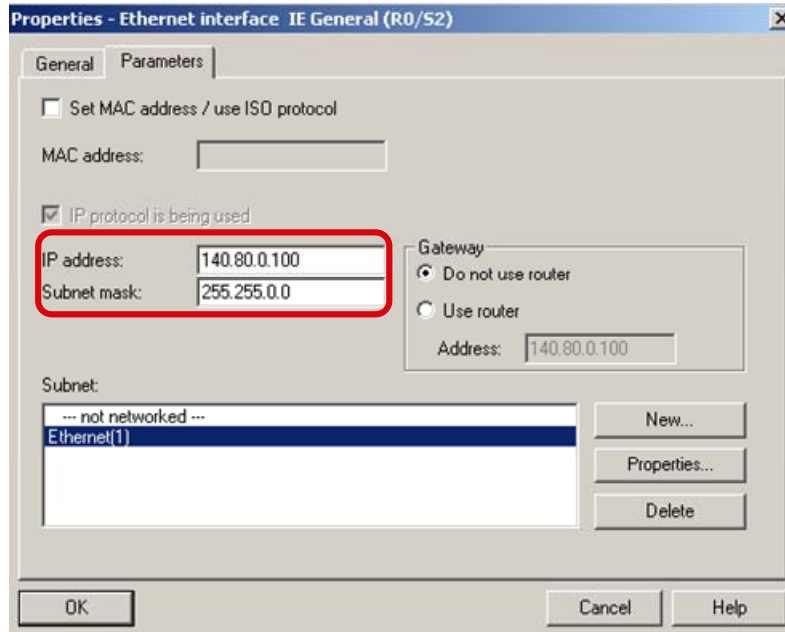 Properties - Ethernet interface IE General (R0/S2)
General Parameters
Set MAC address / use ISO protocol
MAC address:
IP protocol is being used
IP address: 140.80.0.100
Subnet mask: 255.255.0.0
Gateway
Do not use router
Use router
Address: 140.80.0.100
Subnet:
--- not networked ---
Ethernet(1)
New...
Properties...
Delete
OK Cancel Help